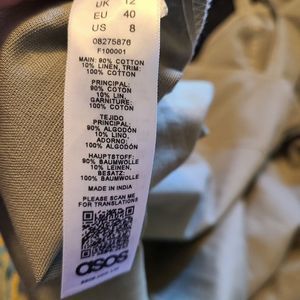 UK 12
EU 40
US 8
08275876
F100001
MAIN: 90% COTTON
10% LINEN, TRIM:
100% COTTON
PRINCIPAL:
90% COTON
10% LIN,
GARNITURE:
100% COTON
TEJIDO
PRINCIPAL:
90% ALGODÓN
10% LINO,
ADORNO:
100% ALGODÓN
HAUPTSTOFF:
90% BAUMWOLLE
10% LEINEN,
BESATZ:
100% BAUMWOLLE
MADE IN INDIA
PLEASE SCAN ME
FOR TRANSLATIONS
asos